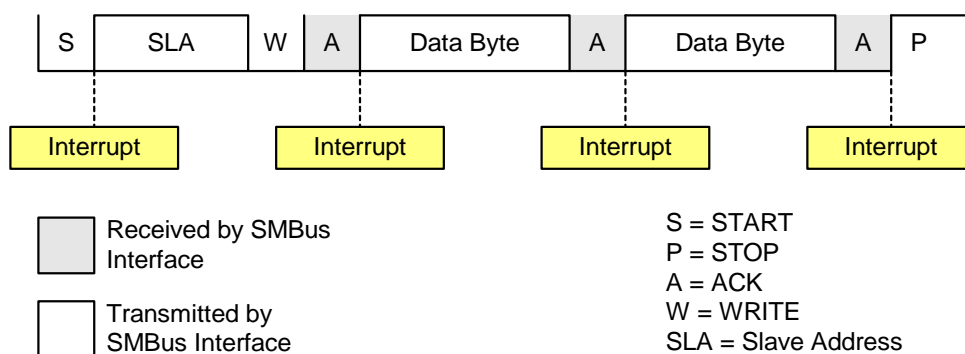 S SLA W A Data Byte A Data Byte A P
Interrupt Interrupt Interrupt Interrupt
Received by SMBus
Interface
Transmitted by
SMBus Interface
S = START
P = STOP
A = ACK
W = WRITE
SLA = Slave Address